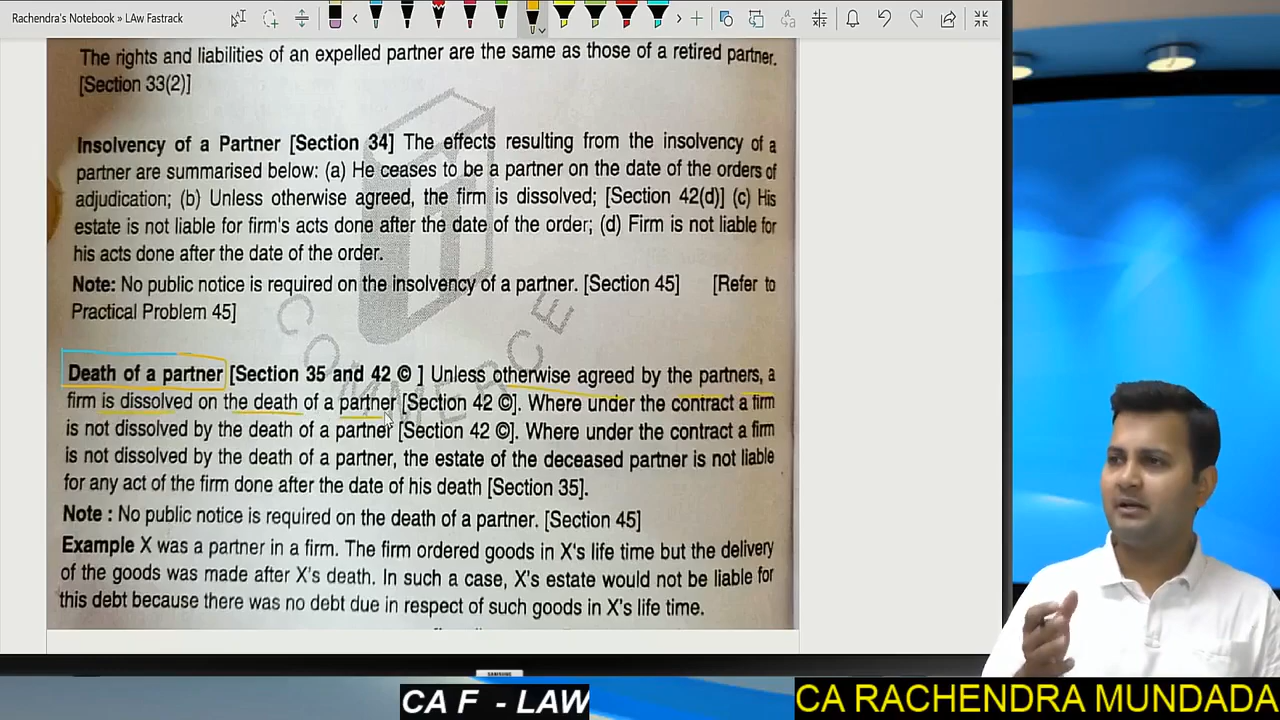 Rachendra's Notebook » LAw Fastrack
The rights and liabilities of an expelled partner are the same as those of a retired partner.
[Section 33(2)]
Insolvency of a Partner [Section 34] The effects resulting from the insolvency of a
partner are summarised below: (a) He ceases to be a partner on the date of the orders of
adjudication; (b) Unless otherwise agreed, the firm is dissolved; [Section 42(d)] (c) His
estate is not liable for firm's acts done after the date of the order; (d) Firm is not liable for
his acts done after the date of the order.
Note: No public notice is required on the insolvency of a partner. [Section 45] [Refer to
Practical Problem 45]
Death of a partner [Section 35 and 42 © ] Unless otherwise agreed by the partners, a
firm is dissolved on the death of a partner [Section 42 ©]. Where under the contract a firm
is not dissolved by the death of a partner [Section 42 ©]. Where under the contract a firm
is not dissolved by the death of a partner, the estate of the deceased partner is not liable
for any act of the firm done after the date of his death [Section 35].
Note : No public notice is required on the death of a partner. [Section 45]
Example X was a partner in a firm. The firm ordered goods in X's life time but the delivery
of the goods was made after X's death. In such a case, X's estate would not be liable for
this debt because there was no debt due in respect of such goods in X's life time.
COMMERCE
SAMSUNG
CA F - LAW
CA RACHENDRA MUNDADA